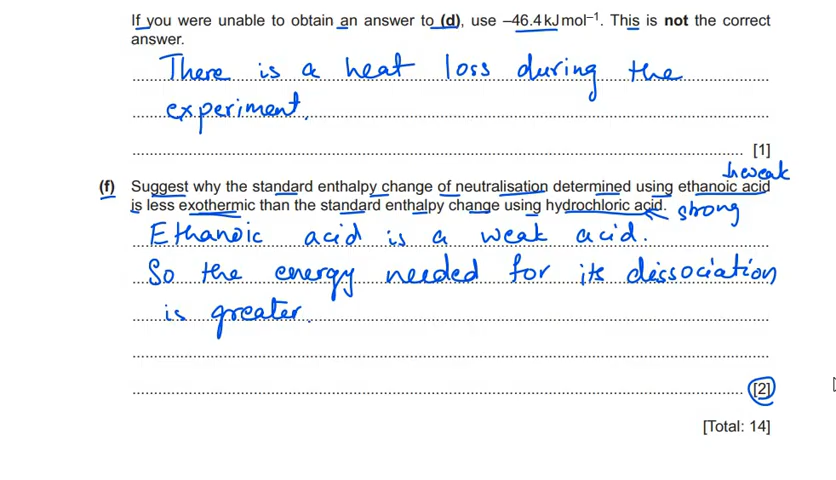 If you were unable to obtain an answer to (d), use −46.4 kJ mol⁻¹. This is not the correct
answer.
There is a heat loss during the
experiment.
[1]
weak
(f) Suggest why the standard enthalpy change of neutralisation determined using ethanoic acid
is less exothermic than the standard enthalpy change using hydrochloric acid.
strong
Ethanoic acid is a weak acid.
So the energy needed for its dissociation
is greater.
[2]
[Total: 14]